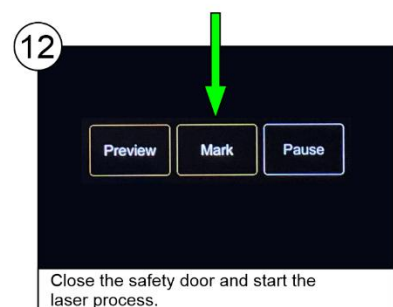 12
Preview Mark Pause
Close the safety door and start the
laser process.